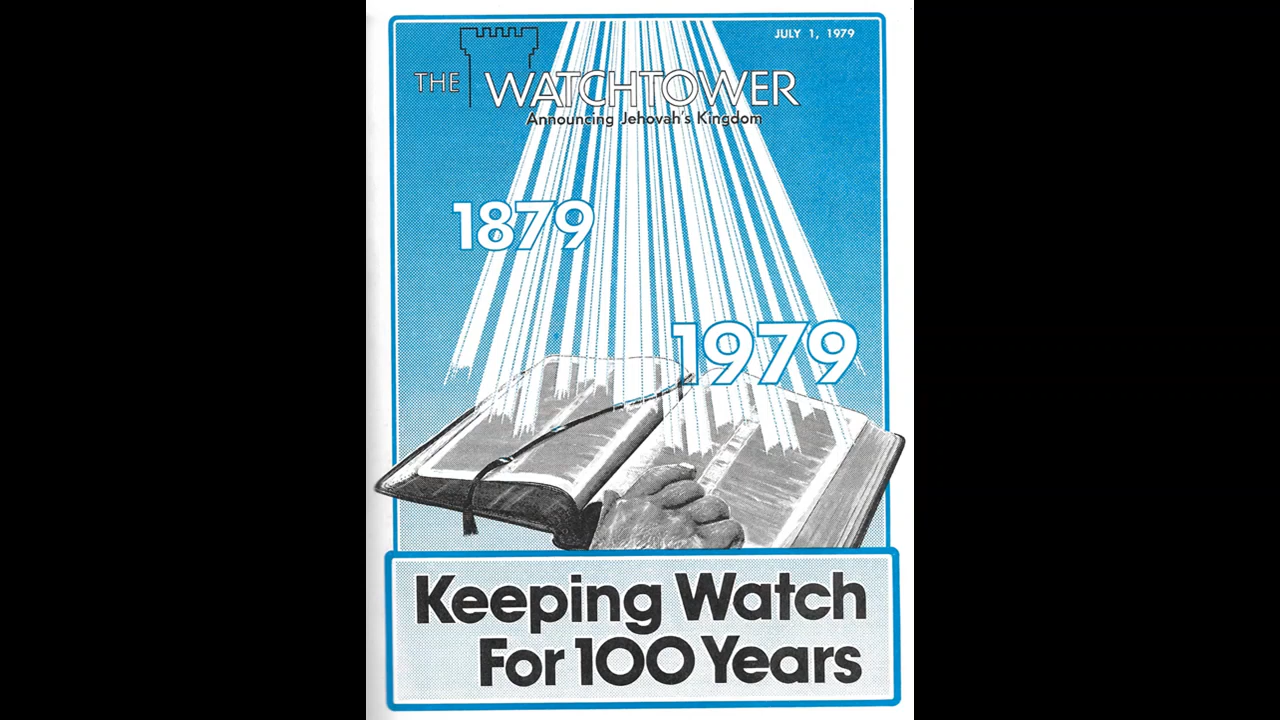 JULY 1, 1979
THE WATCHTOWER
Announcing Jehovah's Kingdom
1879
1979
Keeping Watch
For 100 Years